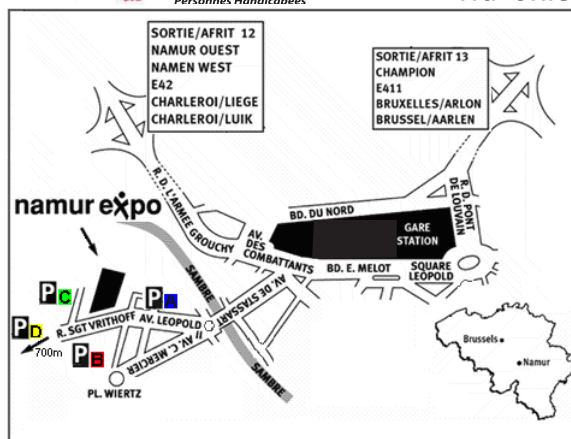 Personnes Handicapées
SORTIE/AFRIT 12
NAMUR OUEST
NAMEN WEST
E42
CHARLEROI/LIEGE
CHARLEROI/LUIK
SORTIE/AFRIT 13
CHAMPION
E411
BRUXELLES/ARLON
BRUSSEL/AARLEN
R. D. L'ARMEE GROUCHY
BD. DU NORD
R. D. PONT
DE LOUVAIN
namur expo
GARE
STATION
AV.
DES
COMBATTANTS
BD. E. MELOT
SQUARE
LEOPOLD
SAMBRE
AV. DE STASSART
P C
P A
P D
700m
R. SGT VRITHOFF
AV. LEOPOLD
II
P B
AV. C. MERCIER
PL. WIERTZ
SAMBRE
Brussels
Namur